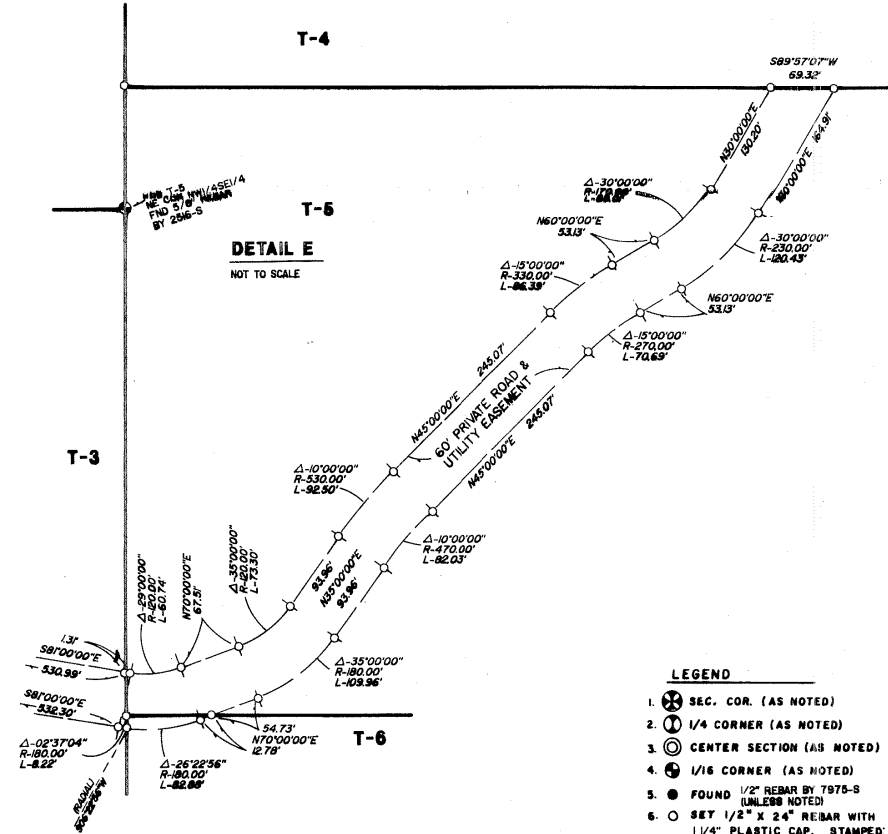 T-4
S89°57'07"W
69.32'
N30°00'00"E
130.20'
164.91'
T-5
NE COR NW1/4SE1/4
FND 5/8" REBAR
BY 2516-S
T-5
DETAIL E
NOT TO SCALE
Δ-30°00'00"
N60°00'00"E
53.13'
Δ-15°00'00"
R-330.00'
L-86.39'
Δ-30°00'00"
R-230.00'
L-120.43'
N60°00'00"E
53.13'
Δ-15°00'00"
R-270.00'
L-70.69'
N45°00'00"E
245.07'
60' PRIVATE ROAD &
UTILITY EASEMENT
N45°00'00"E
245.07'
T-3
Δ-10°00'00"
R-530.00'
L-92.50'
Δ-10°00'00"
R-470.00'
L-82.03'
93.96'
N35°00'00"E
93.96'
Δ-35°00'00"
R-120.00'
L-73.30'
N70°00'00"E
67.51'
Δ-29°00'00"
R-120.00'
L-60.74'
1.31'
S81°00'00"E
530.99'
S81°00'00"E
532.30'
Δ-35°00'00"
R-180.00'
L-109.96'
54.73'
N70°00'00"E
12.78'
T-6
Δ-02°37'04"
R-180.00'
L-8.22'
Δ-26°22'56"
R-180.00'
L-82.88'
(RADIAL)
S06°22'56"W
LEGEND
1. SEC. COR. (AS NOTED)
2. 1/4 CORNER (AS NOTED)
3. CENTER SECTION (AS NOTED)
4. 1/16 CORNER (AS NOTED)
5. FOUND 1/2" REBAR BY 7975-S
(UNLESS NOTED)
6. SET 1/2" X 24" REBAR WITH
1 1/4" PLASTIC CAP. STAMPED